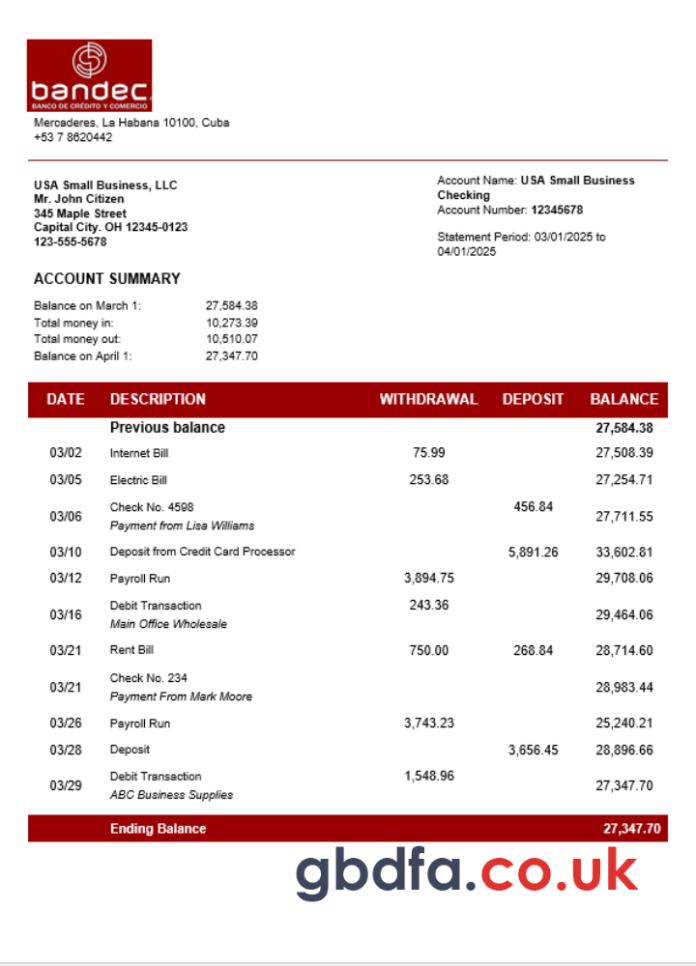 bandec
BANCO DE CRÉDITO Y COMERCIO
Mercaderes, La Habana 10100, Cuba
+53 7 8620442
USA Small Business, LLC
Mr. John Citizen
345 Maple Street
Capital City. OH 12345-0123
123-555-5678
Account Name: USA Small Business
Checking
Account Number: 12345678
Statement Period: 03/01/2025 to
04/01/2025
ACCOUNT SUMMARY
Balance on March 1: 27,584.38
Total money in: 10,273.39
Total money out: 10,510.07
Balance on April 1: 27,347.70
DATE DESCRIPTION WITHDRAWAL DEPOSIT BALANCE
Previous balance 27,584.38
03/02 Internet Bill 75.99 27,508.39
03/05 Electric Bill 253.68 27,254.71
03/06 Check No. 4598 456.84 27,711.55
Payment from Lisa Williams
03/10 Deposit from Credit Card Processor 5,891.26 33,602.81
03/12 Payroll Run 3,894.75 29,708.06
03/16 Debit Transaction 243.36 29,464.06
Main Office Wholesale
03/21 Rent Bill 750.00 268.84 28,714.60
03/21 Check No. 234 28,983.44
Payment From Mark Moore
03/26 Payroll Run 3,743.23 25,240.21
03/28 Deposit 3,656.45 28,896.66
03/29 Debit Transaction 1,548.96 27,347.70
ABC Business Supplies
Ending Balance 27,347.70
gbdfa.co.uk